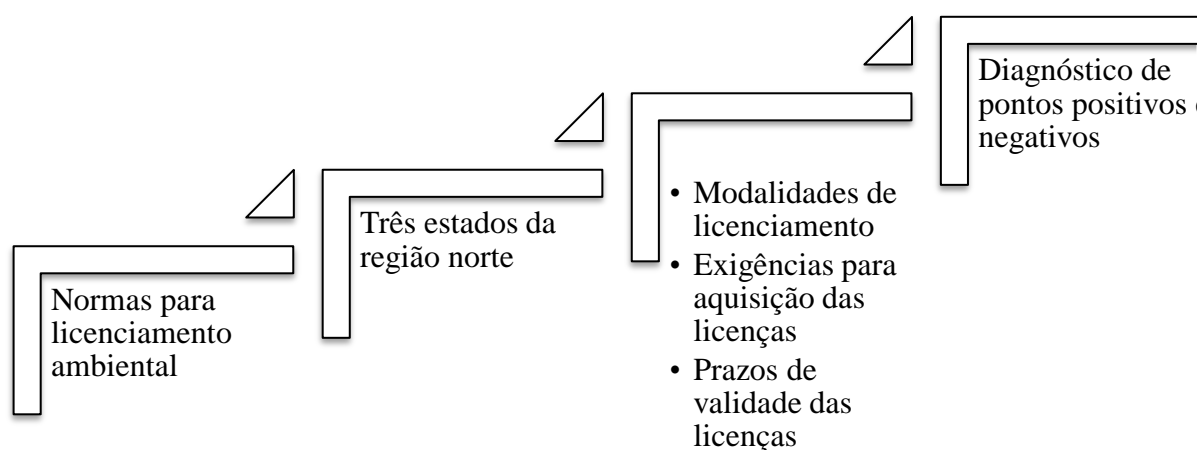 Normas para
licenciamento
ambiental
Três estados da
região norte
• Modalidades de
licenciamento
• Exigências para
aquisição das
licenças
• Prazos de
validade das
licenças
Diagnóstico de
pontos positivos
negativos